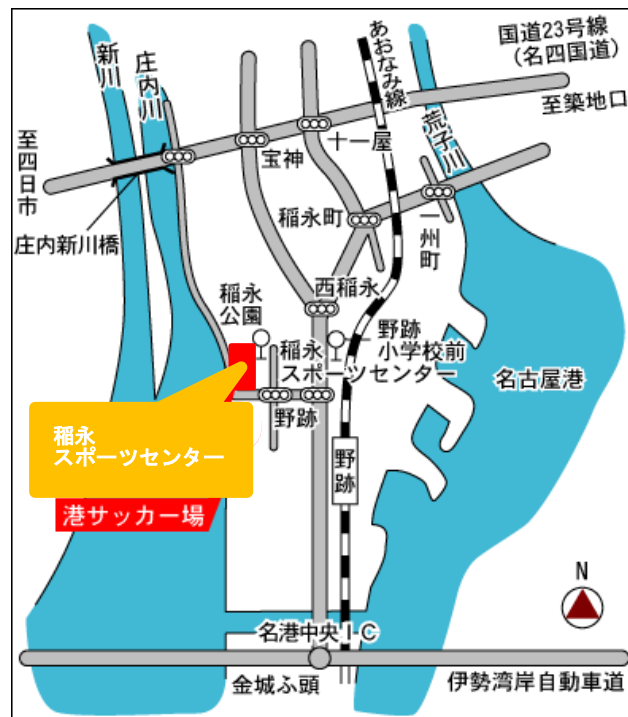 国道23号線
(名四国道)
至築地口
あおなみ線
新川
庄内川
荒子川
至四日市
十一屋
宝神
稲永町
一州町
庄内新川橋
西稲永
稲永
公園
野跡
小学校前
稲永
スポーツセンター
名古屋港
野跡
稲永
スポーツセンター
野跡
港サッカー場
N
名港中央IC
金城ふ頭
伊勢湾岸自動車道